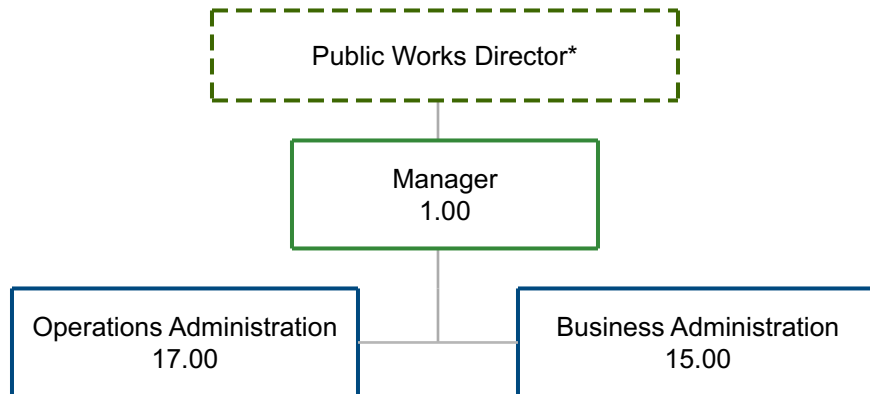 Public Works Director*
Manager
1.00
Operations Administration
17.00
Business Administration
15.00